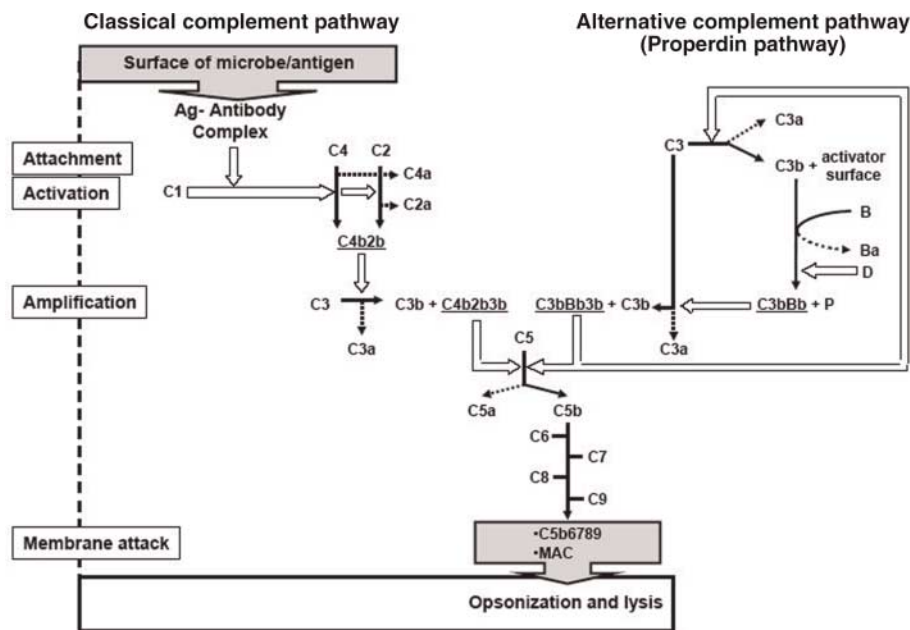 Classical complement pathway
Alternative complement pathway
(Properdin pathway)
Surface of microbe/antigen
Ag- Antibody
Complex
Attachment
Activation
C1
C4
C2
C4a
C2a
C4b2b
Amplification
C3
C3b + C4b2b3b
C3a
C3
C3a
C3b + activator
surface
B
Ba
D
C3bBb + P
C3bBb3b + C3b
C3a
C5
C5a
C5b
C6
C7
C8
C9
Membrane attack
•C5b6789
•MAC
Opsonization and lysis